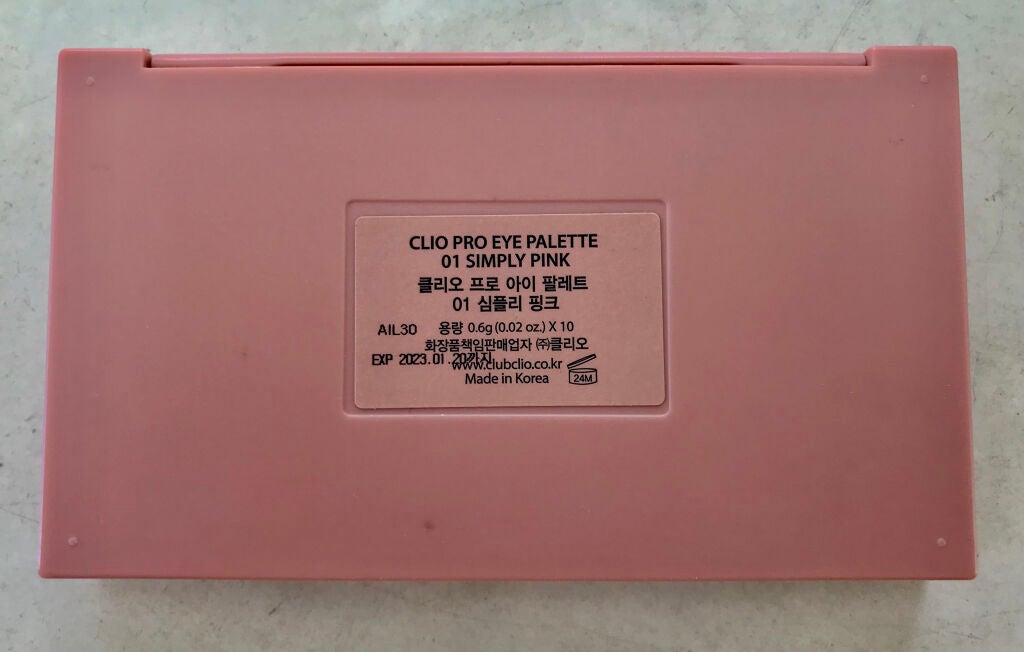 CLIO PRO EYE PALETTE
01 SIMPLY PINK
클리오 프로 아이 팔레트
01 심플리 핑크
AIL30 용량 0.6g (0.02 oz.) X 10
화장품책임판매업자 ㈜클리오
EXP 2023.01.20까지
www.clubclio.co.kr
Made in Korea 24M